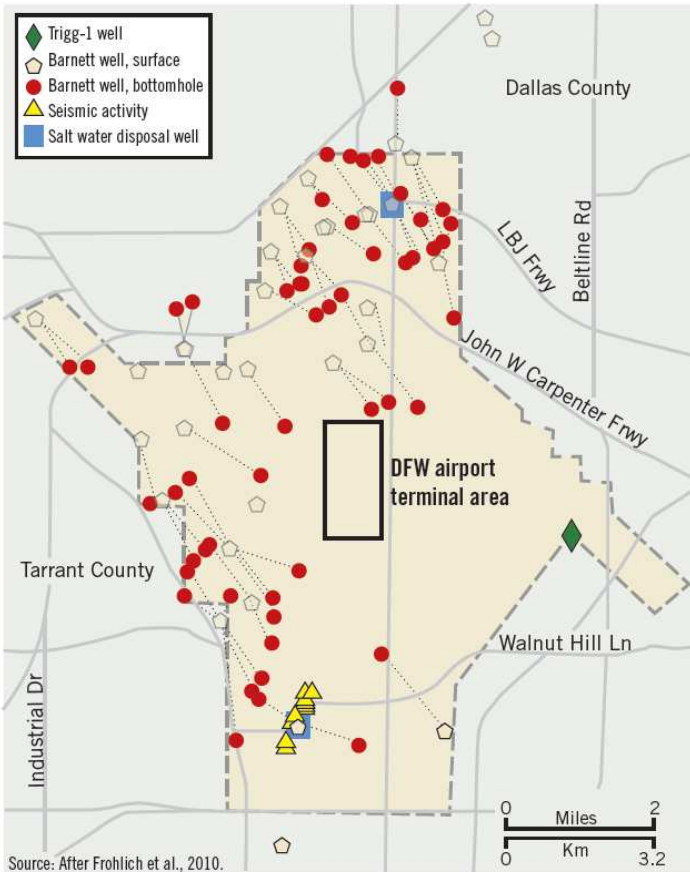 Trigg-1 well
Barnett well, surface
Barnett well, bottomhole
Seismic activity
Salt water disposal well
Dallas County
Beltline Rd
LBJ Frwy
John W Carpenter Frwy
DFW airport
terminal area
Tarrant County
Walnut Hill Ln
Industrial Dr
0 2
Miles
Km
0 3.2
Source: After Frohlich et al., 2010.